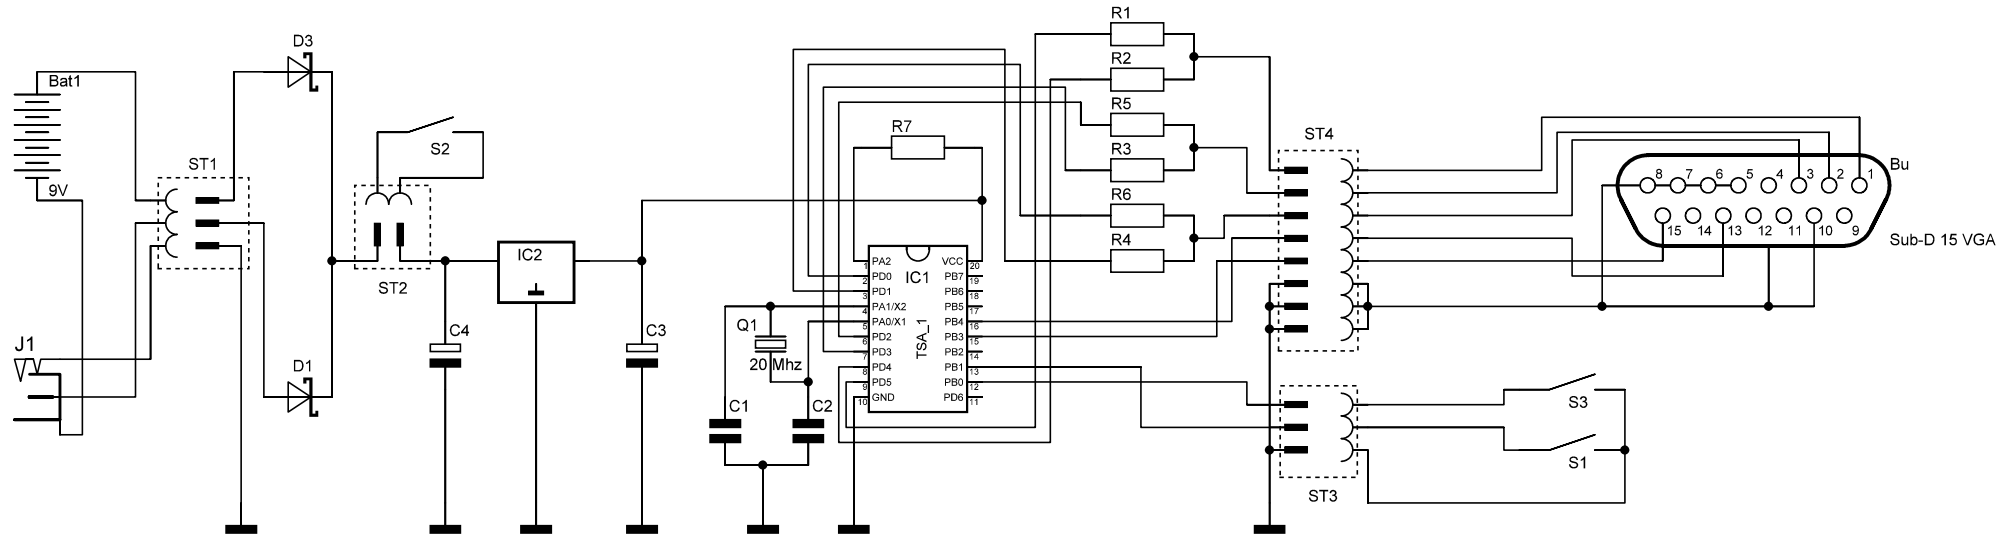 Bat1
9V
J1
ST1
D3
D1
S2
ST2
C4
IC2
C3
R7
Q1
20 Mhz
C1
C2
IC1
TSA_1
PA2
PD0
PD1
PA1/X2
PA0/X1
PD2
PD3
PD4
PD5
GND
1
2
3
4
5
6
7
8
9
10
VCC
PB7
PB6
PB5
PB4
PB3
PB2
PB1
PB0
PD6
20
19
18
17
16
15
14
13
12
11
R1
R2
R5
R3
R6
R4
ST4
ST3
S3
S1
Bu
8 7 6 5 4 3 2 1
15 14 13 12 11 10 9
Sub-D 15 VGA